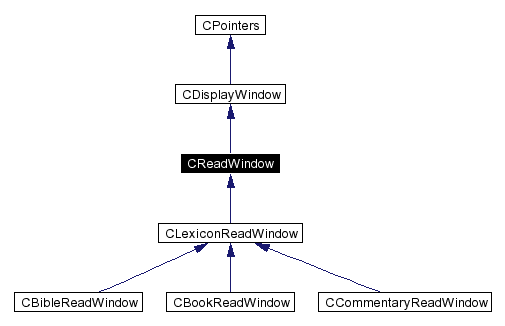 CPointers
CDisplayWindow
CReadWindow
CLexiconReadWindow
CBibleReadWindow
CBookReadWindow
CCommentaryReadWindow